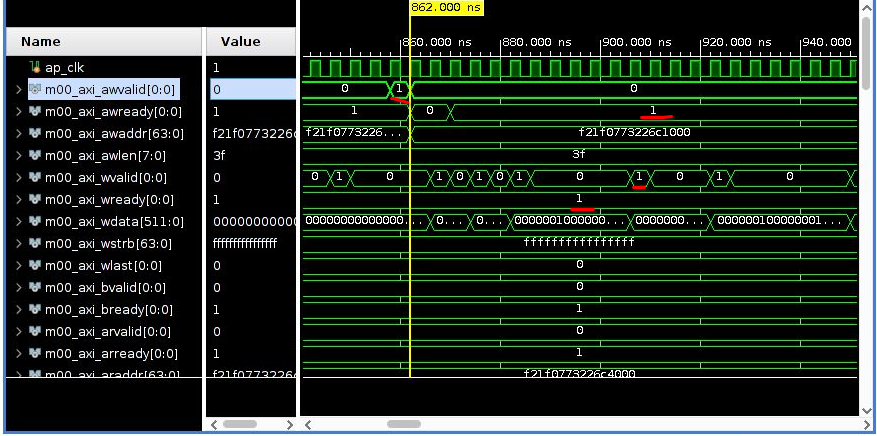 862.000 ns
Name Value 860.000 ns 880.000 ns 900.000 ns 920.000 ns 940.000
ap_clk 1
m00_axi_awvalid[0:0] 0 0 1 0
m00_axi_awready[0:0] 1 1 0 1
m00_axi_awaddr[63:0] f21f0773226c f21f0773226... f21f0773226c1000
m00_axi_awlen[7:0] 3f 3f
m00_axi_wvalid[0:0] 0 0 1 0 1 0 1 0 1 0 1 0 1 0
m00_axi_wready[0:0] 1 1
m00_axi_wdata[511:0] 00000000000 00000000000000... 0... 0... 0000001000000... 0000000... 00000100000001...
m00_axi_wstrb[63:0] ffffffffffffffff ffffffffffffffff
m00_axi_wlast[0:0] 0 0
m00_axi_bvalid[0:0] 0 0
m00_axi_bready[0:0] 1 1
m00_axi_arvalid[0:0] 0 0
m00_axi_arready[0:0] 1 1
m00_axi_araddr[63:0] f21f0773226c f21f0773226c4000